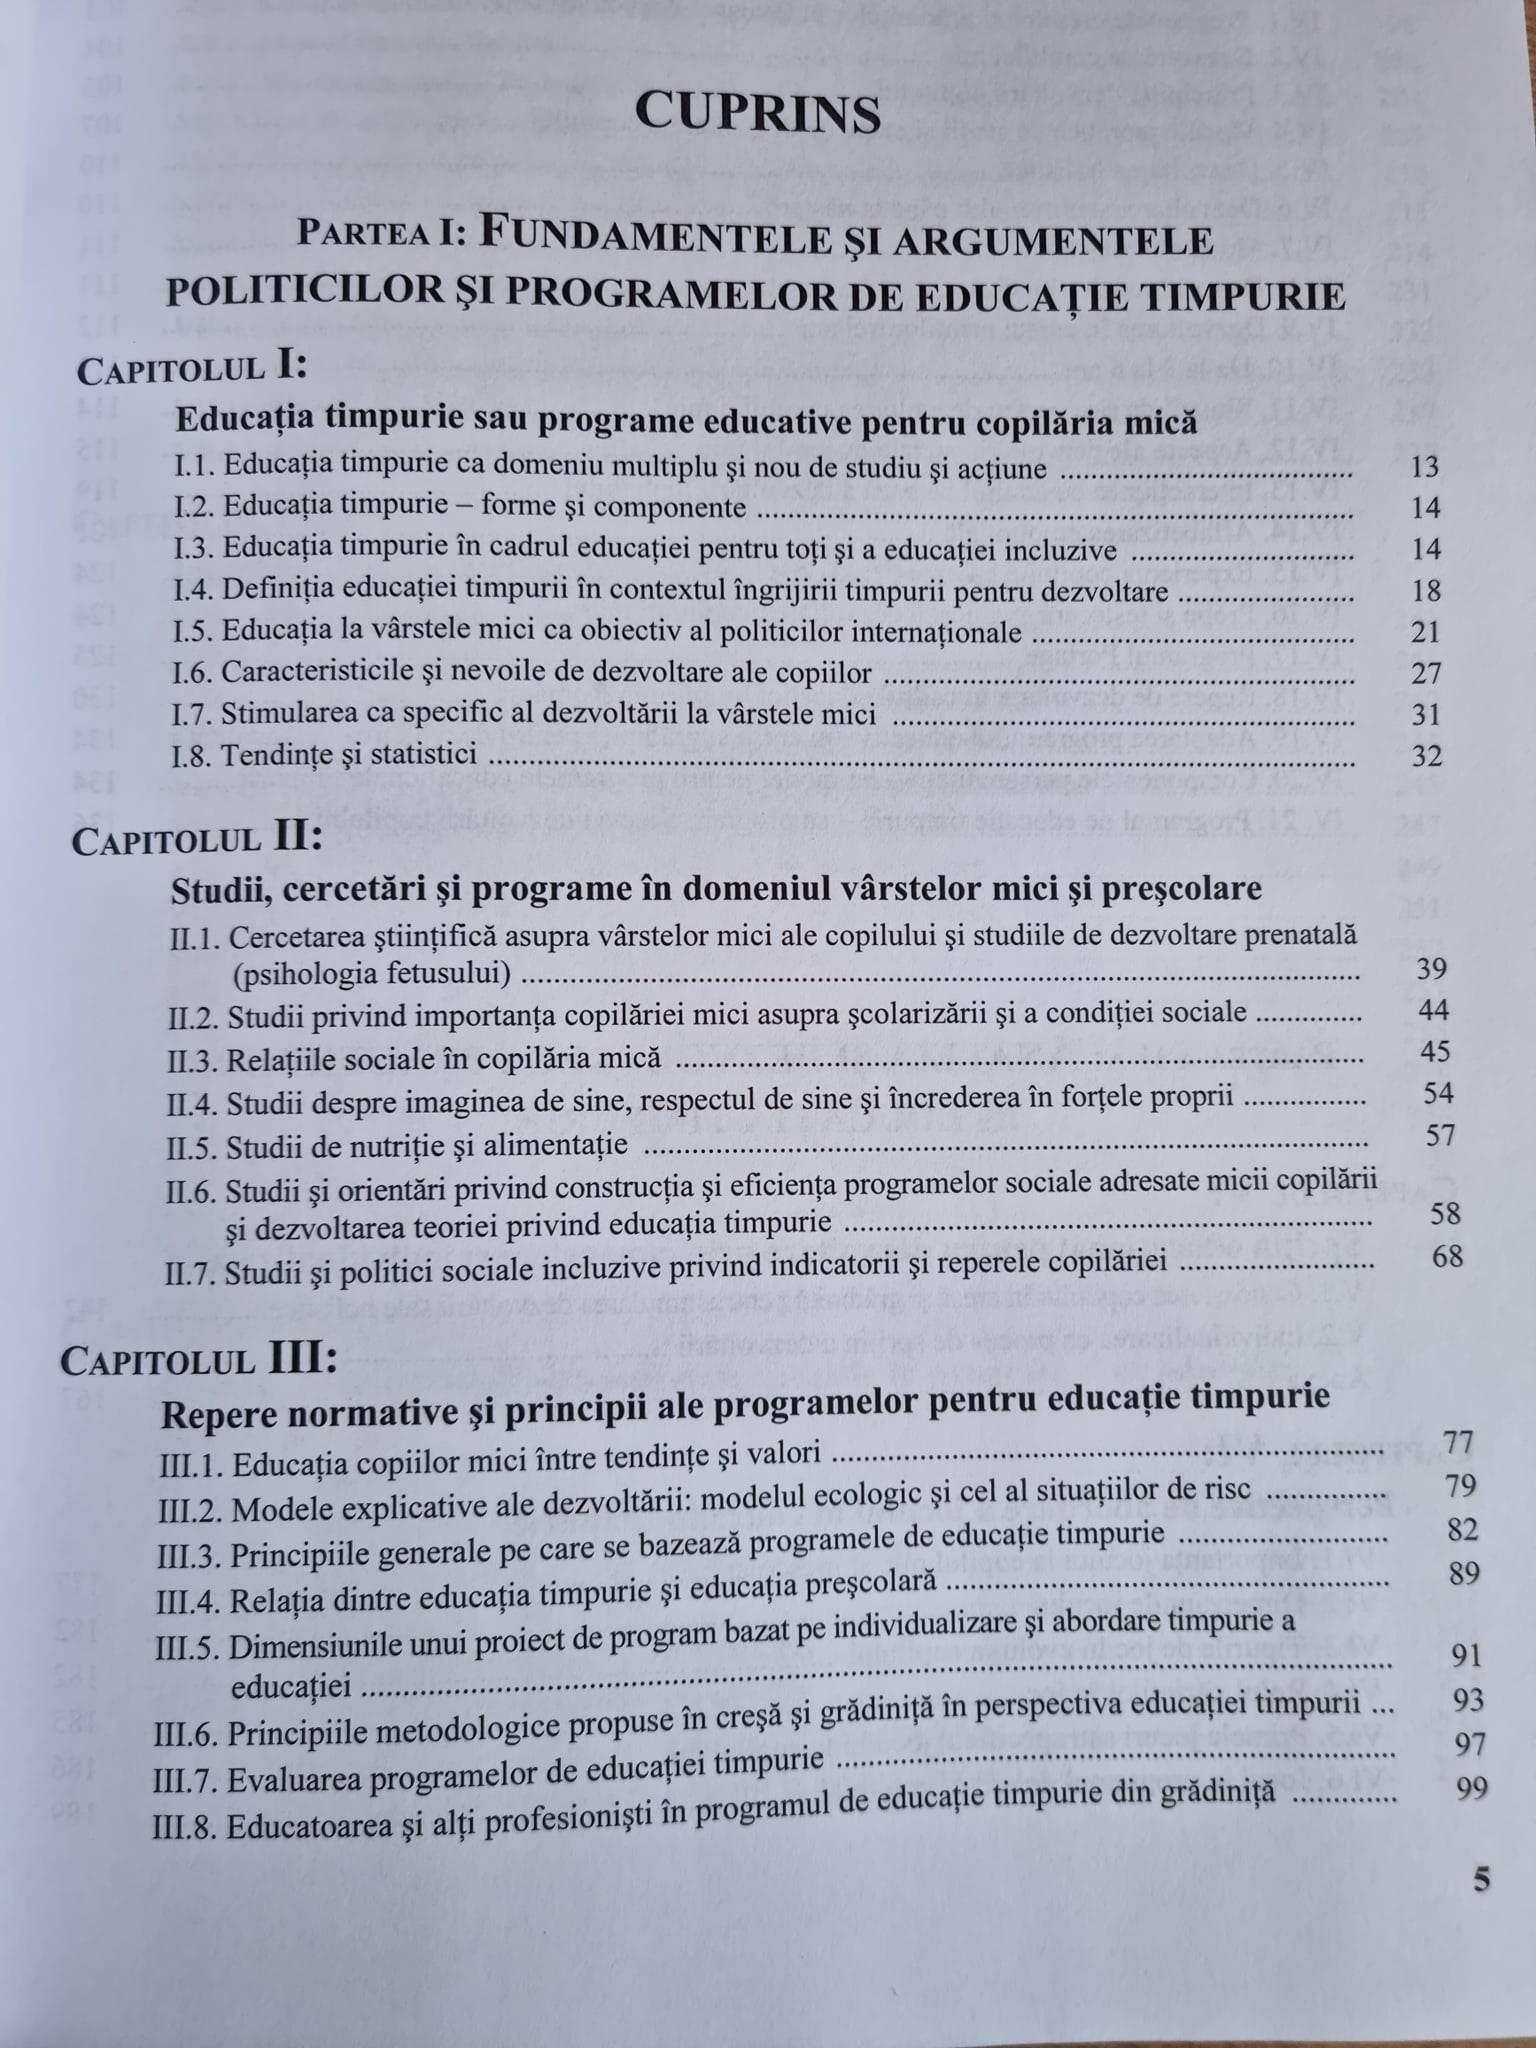 CUPRINS
PARTEA I: FUNDAMENTELE ŞI ARGUMENTELE
POLITICILOR ŞI PROGRAMELOR DE EDUCAŢIE TIMPURIE
CAPITOLUL I:
Educaţia timpurie sau programe educative pentru copilăria mică
I.1. Educaţia timpurie ca domeniu multiplu şi nou de studiu şi acţiune .................................... 13
I.2. Educaţia timpurie – forme şi componente .................................... 14
I.3. Educaţia timpurie în cadrul educaţiei pentru toţi şi a educaţiei incluzive ........................... 14
I.4. Definiţia educaţiei timpurii în contextul îngrijirii timpurii pentru dezvoltare ..................... 18
I.5. Educaţia la vârstele mici ca obiectiv al politicilor internaţionale .................................... 21
I.6. Caracteristicile şi nevoile de dezvoltare ale copiilor .................................... 27
I.7. Stimularea ca specific al dezvoltării la vârstele mici .................................... 31
I.8. Tendinţe şi statistici .................................... 32
CAPITOLUL II:
Studii, cercetări şi programe în domeniul vârstelor mici şi preşcolare
II.1. Cercetarea ştiinţifică asupra vârstelor mici ale copilului şi studiile de dezvoltare prenatală
(psihologia fetusului) .................................... 39
II.2. Studii privind importanţa copilăriei mici asupra şcolarizării şi a condiţiei sociale ............. 44
II.3. Relaţiile sociale în copilăria mică .................................... 45
II.4. Studii despre imaginea de sine, respectul de sine şi încrederea în forţele proprii ................ 54
II.5. Studii de nutriţie şi alimentaţie .................................... 57
II.6. Studii şi orientări privind construcţia şi eficienţa programelor sociale adresate micii copilării
şi dezvoltarea teoriei privind educaţia timpurie .................................... 58
II.7. Studii şi politici sociale incluzive privind indicatorii şi reperele copilăriei ........................ 68
CAPITOLUL III:
Repere normative şi principii ale programelor pentru educaţie timpurie
III.1. Educaţia copiilor mici între tendinţe şi valori .................................... 77
III.2. Modele explicative ale dezvoltării: modelul ecologic şi cel al situaţiilor de risc ............... 79
III.3. Principiile generale pe care se bazează programele de educaţie timpurie .......................... 82
III.4. Relaţia dintre educaţia timpurie şi educaţia preşcolară .................................... 89
III.5. Dimensiunile unui proiect de program bazat pe individualizare şi abordare timpurie a
educaţiei .................................... 91
III.6. Principiile metodologice propuse în creşă şi grădiniţă în perspectiva educaţiei timpurii ... 93
III.7. Evaluarea programelor de educaţiei timpurie .................................... 97
III.8. Educatoarea şi alţi profesionişti în programul de educaţie timpurie din grădiniţă ............. 99
5